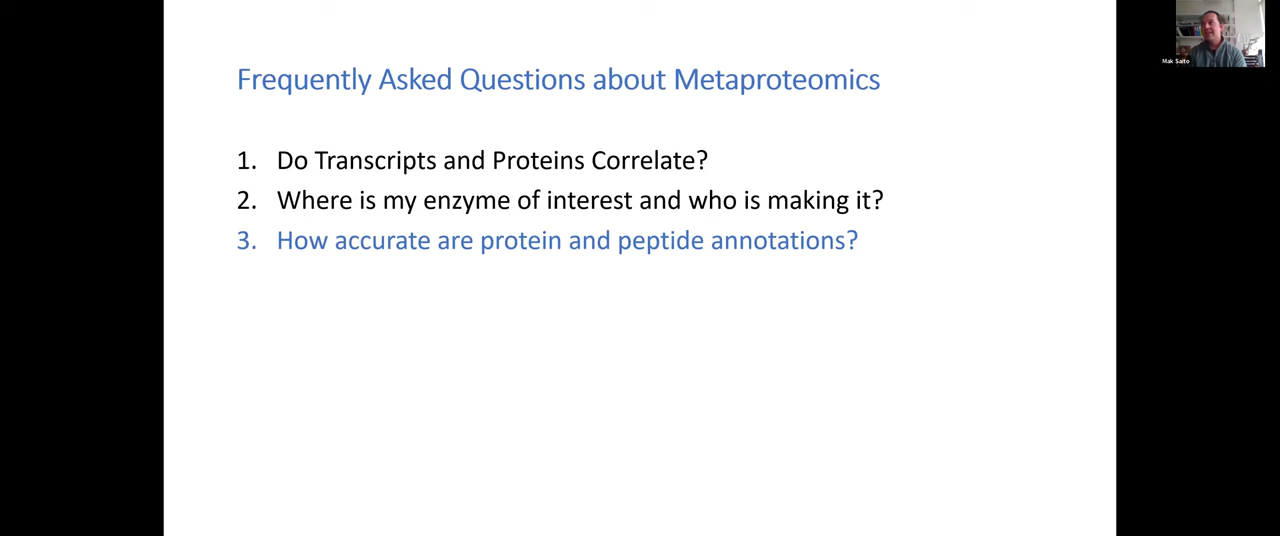 Frequently Asked Questions about Metaproteomics
Mak Saito
1. Do Transcripts and Proteins Correlate?
2. Where is my enzyme of interest and who is making it?
3. How accurate are protein and peptide annotations?